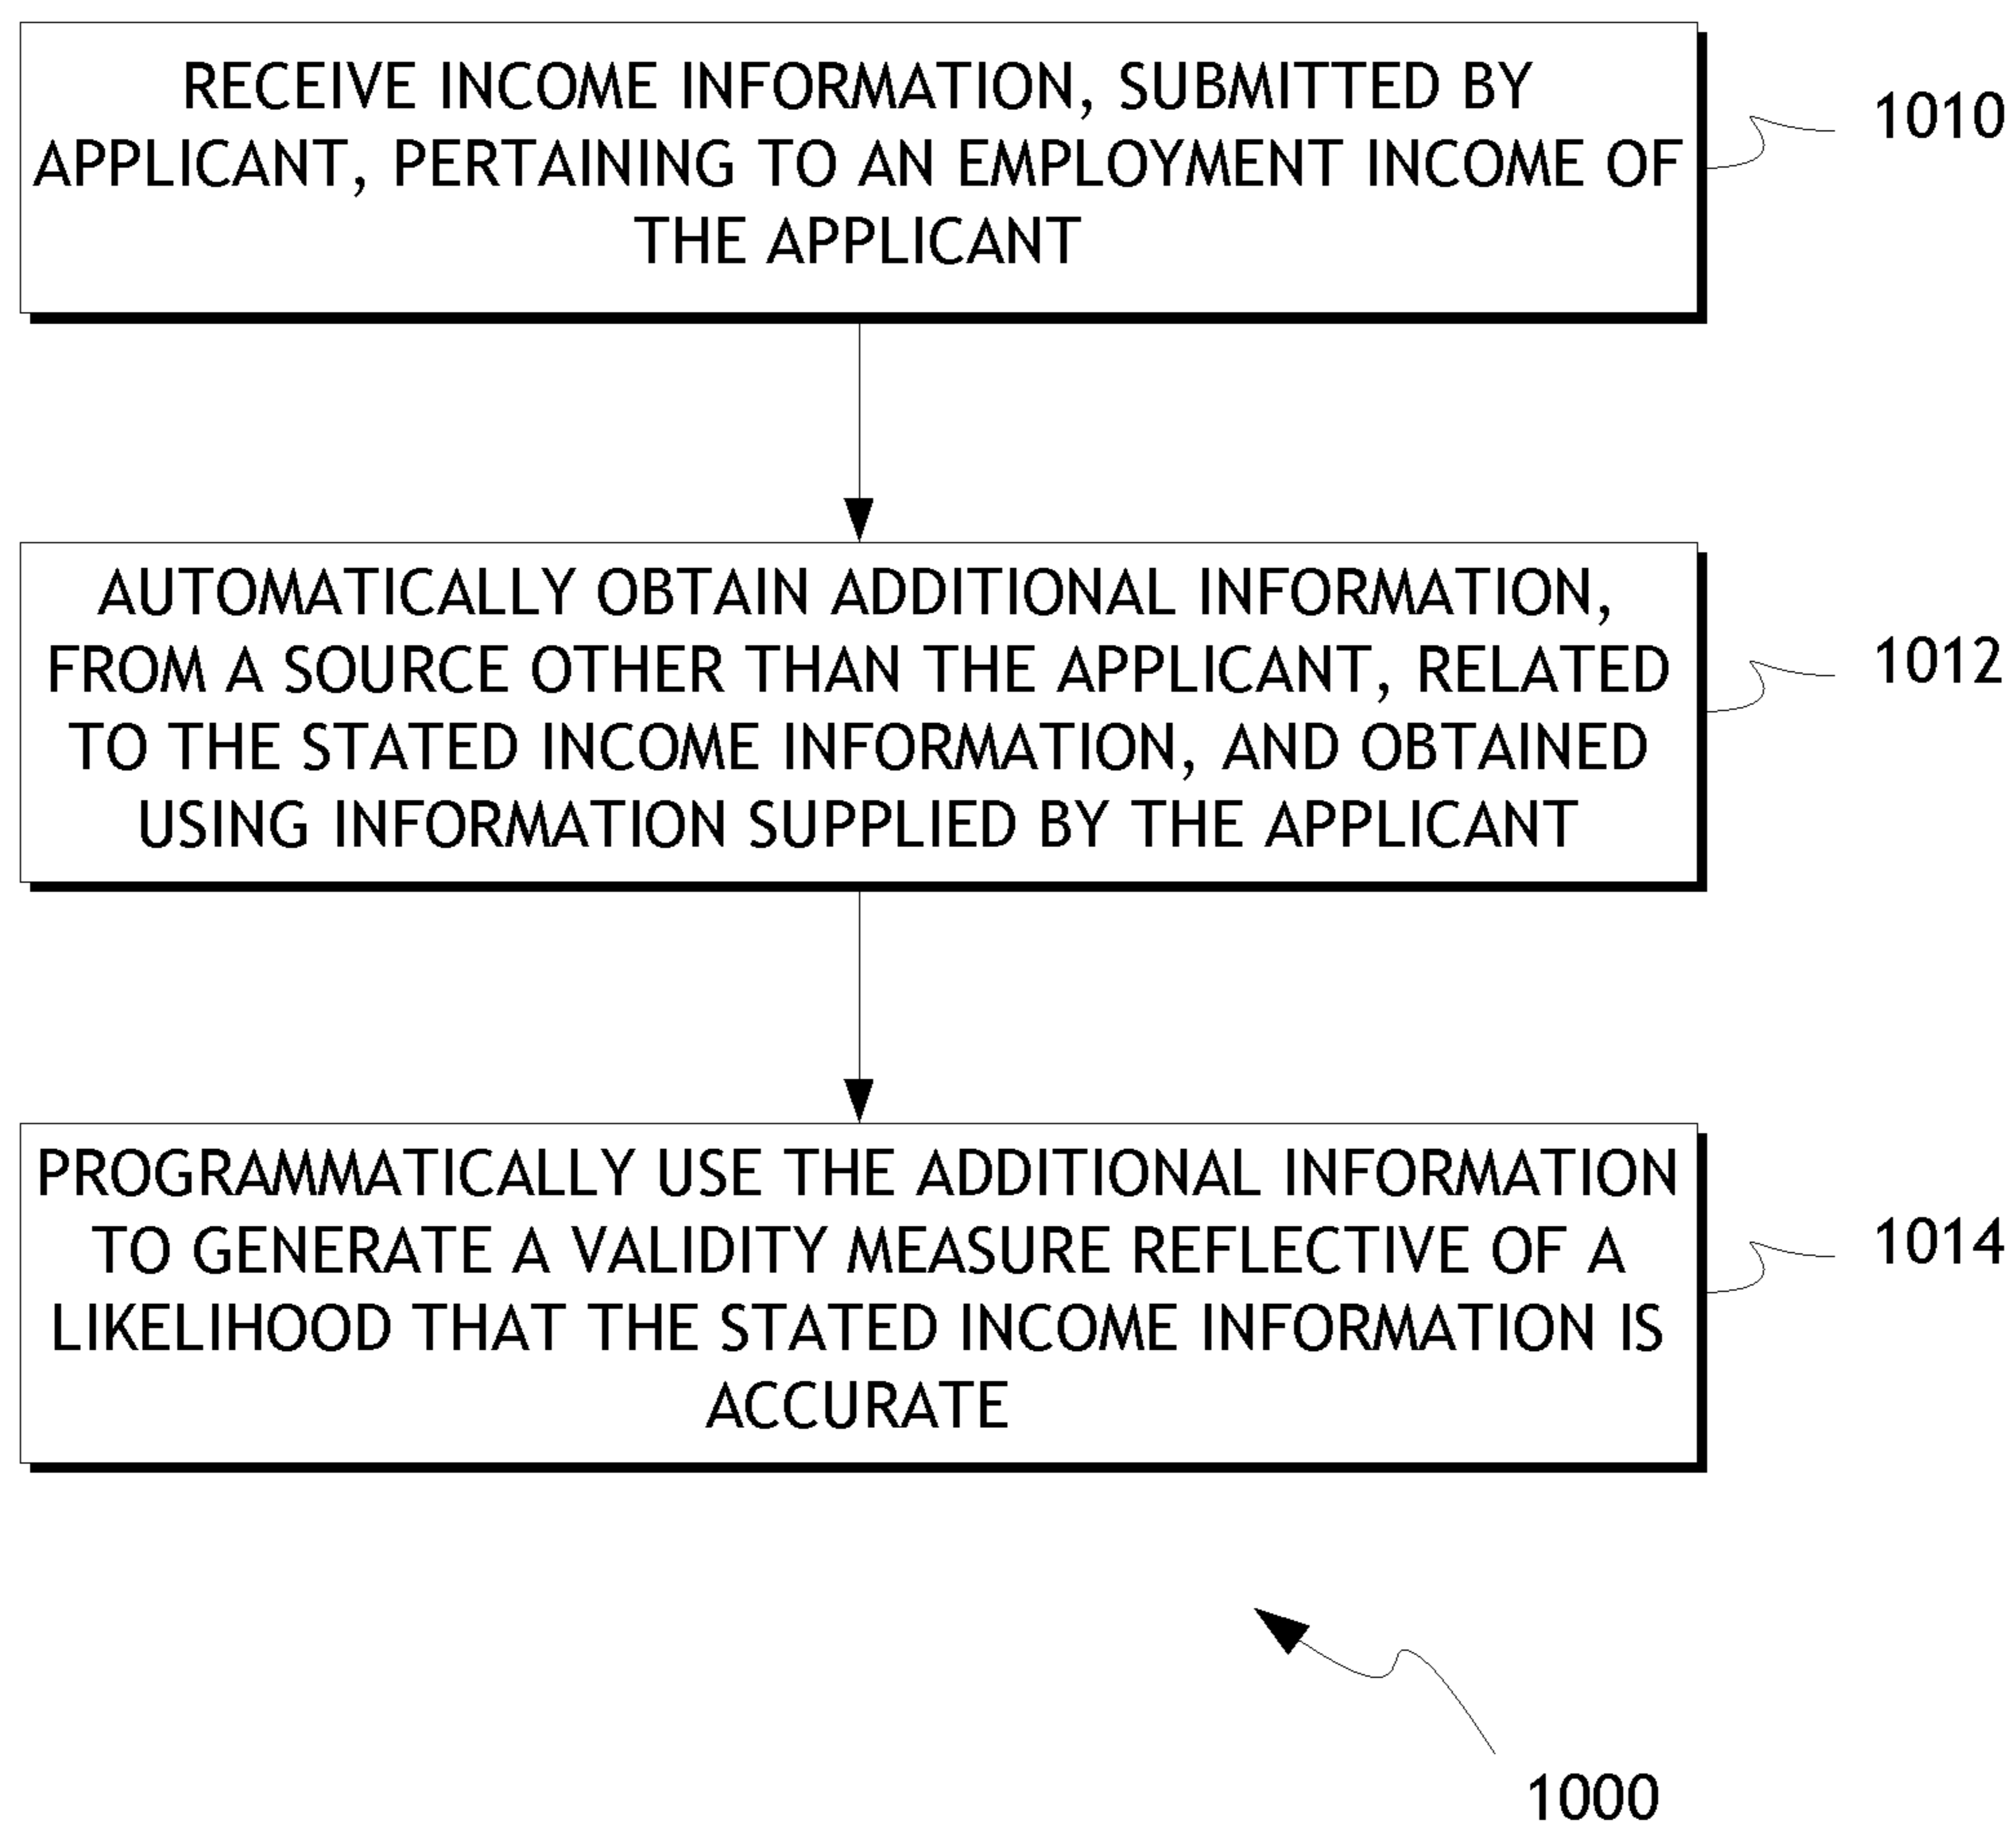 RECEIVE INCOME INFORMATION, SUBMITTED BY
APPLICANT, PERTAINING TO AN EMPLOYMENT INCOME OF
THE APPLICANT
1010
AUTOMATICALLY OBTAIN ADDITIONAL INFORMATION,
FROM A SOURCE OTHER THAN THE APPLICANT, RELATED
TO THE STATED INCOME INFORMATION, AND OBTAINED
USING INFORMATION SUPPLIED BY THE APPLICANT
1012
PROGRAMMATICALLY USE THE ADDITIONAL INFORMATION
TO GENERATE A VALIDITY MEASURE REFLECTIVE OF A
LIKELIHOOD THAT THE STATED INCOME INFORMATION IS
ACCURATE
1014
1000